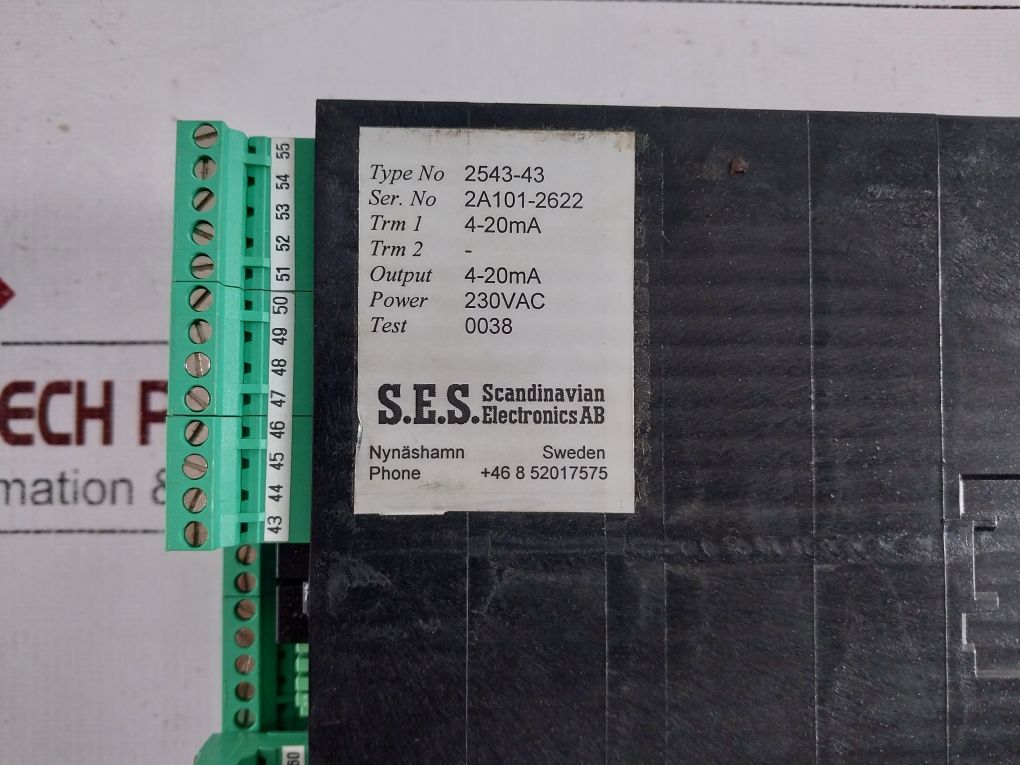 Type No 2543-43
Ser. No 2A101-2622
Trm 1 4-20mA
Trm 2 -
Output 4-20mA
Power 230VAC
Test 0038
S.E.S. Scandinavian
Electronics AB
Nynäshamn Sweden
Phone +46 8 52017575
55
54
53
52
51
50
49
48
47
46
45
44
43
60
ECH P
mation &